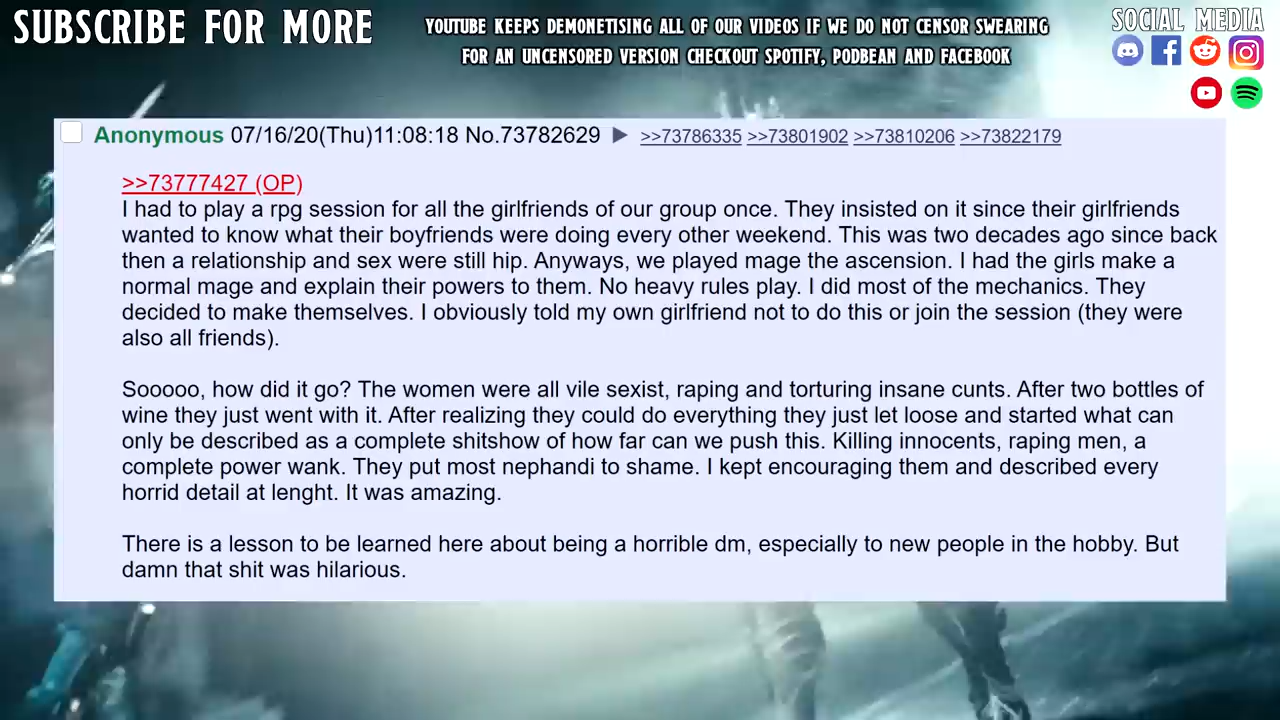 SUBSCRIBE FOR MORE
YOUTUBE KEEPS DEMONETISING ALL OF OUR VIDEOS IF WE DO NOT CENSOR SWEARING
FOR AN UNCENSORED VERSION CHECKOUT SPOTIFY, PODBEAN AND FACEBOOK
SOCIAL MEDIA
Anonymous 07/16/20(Thu)11:08:18 No.73782629 ▶ >>73786335 >>73801902 >>73810206 >>73822179
>>73777427 (OP)
I had to play a rpg session for all the girlfriends of our group once. They insisted on it since their girlfriends
wanted to know what their boyfriends were doing every other weekend. This was two decades ago since back
then a relationship and sex were still hip. Anyways, we played mage the ascension. I had the girls make a
normal mage and explain their powers to them. No heavy rules play. I did most of the mechanics. They
decided to make themselves. I obviously told my own girlfriend not to do this or join the session (they were
also all friends).
Sooooo, how did it go? The women were all vile sexist, raping and torturing insane cunts. After two bottles of
wine they just went with it. After realizing they could do everything they just let loose and started what can
only be described as a complete shitshow of how far can we push this. Killing innocents, raping men, a
complete power wank. They put most nephandi to shame. I kept encouraging them and described every
horrid detail at lenght. It was amazing.
There is a lesson to be learned here about being a horrible dm, especially to new people in the hobby. But
damn that shit was hilarious.